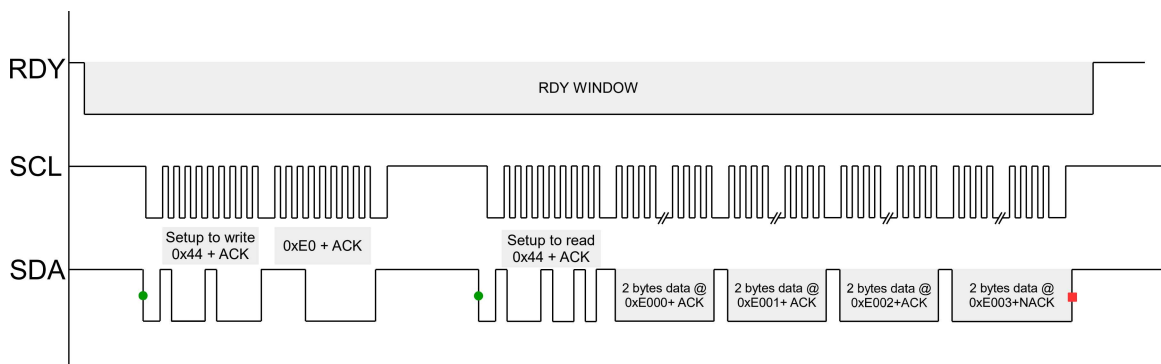 RDY
RDY WINDOW
SCL
Setup to write
0x44 + ACK
0xE0 + ACK
Setup to read
0x44 + ACK
SDA
2 bytes data @
0xE000+ ACK
2 bytes data @
0xE001+ ACK
2 bytes data @
0xE002+ACK
2 bytes data @
0xE003+NACK